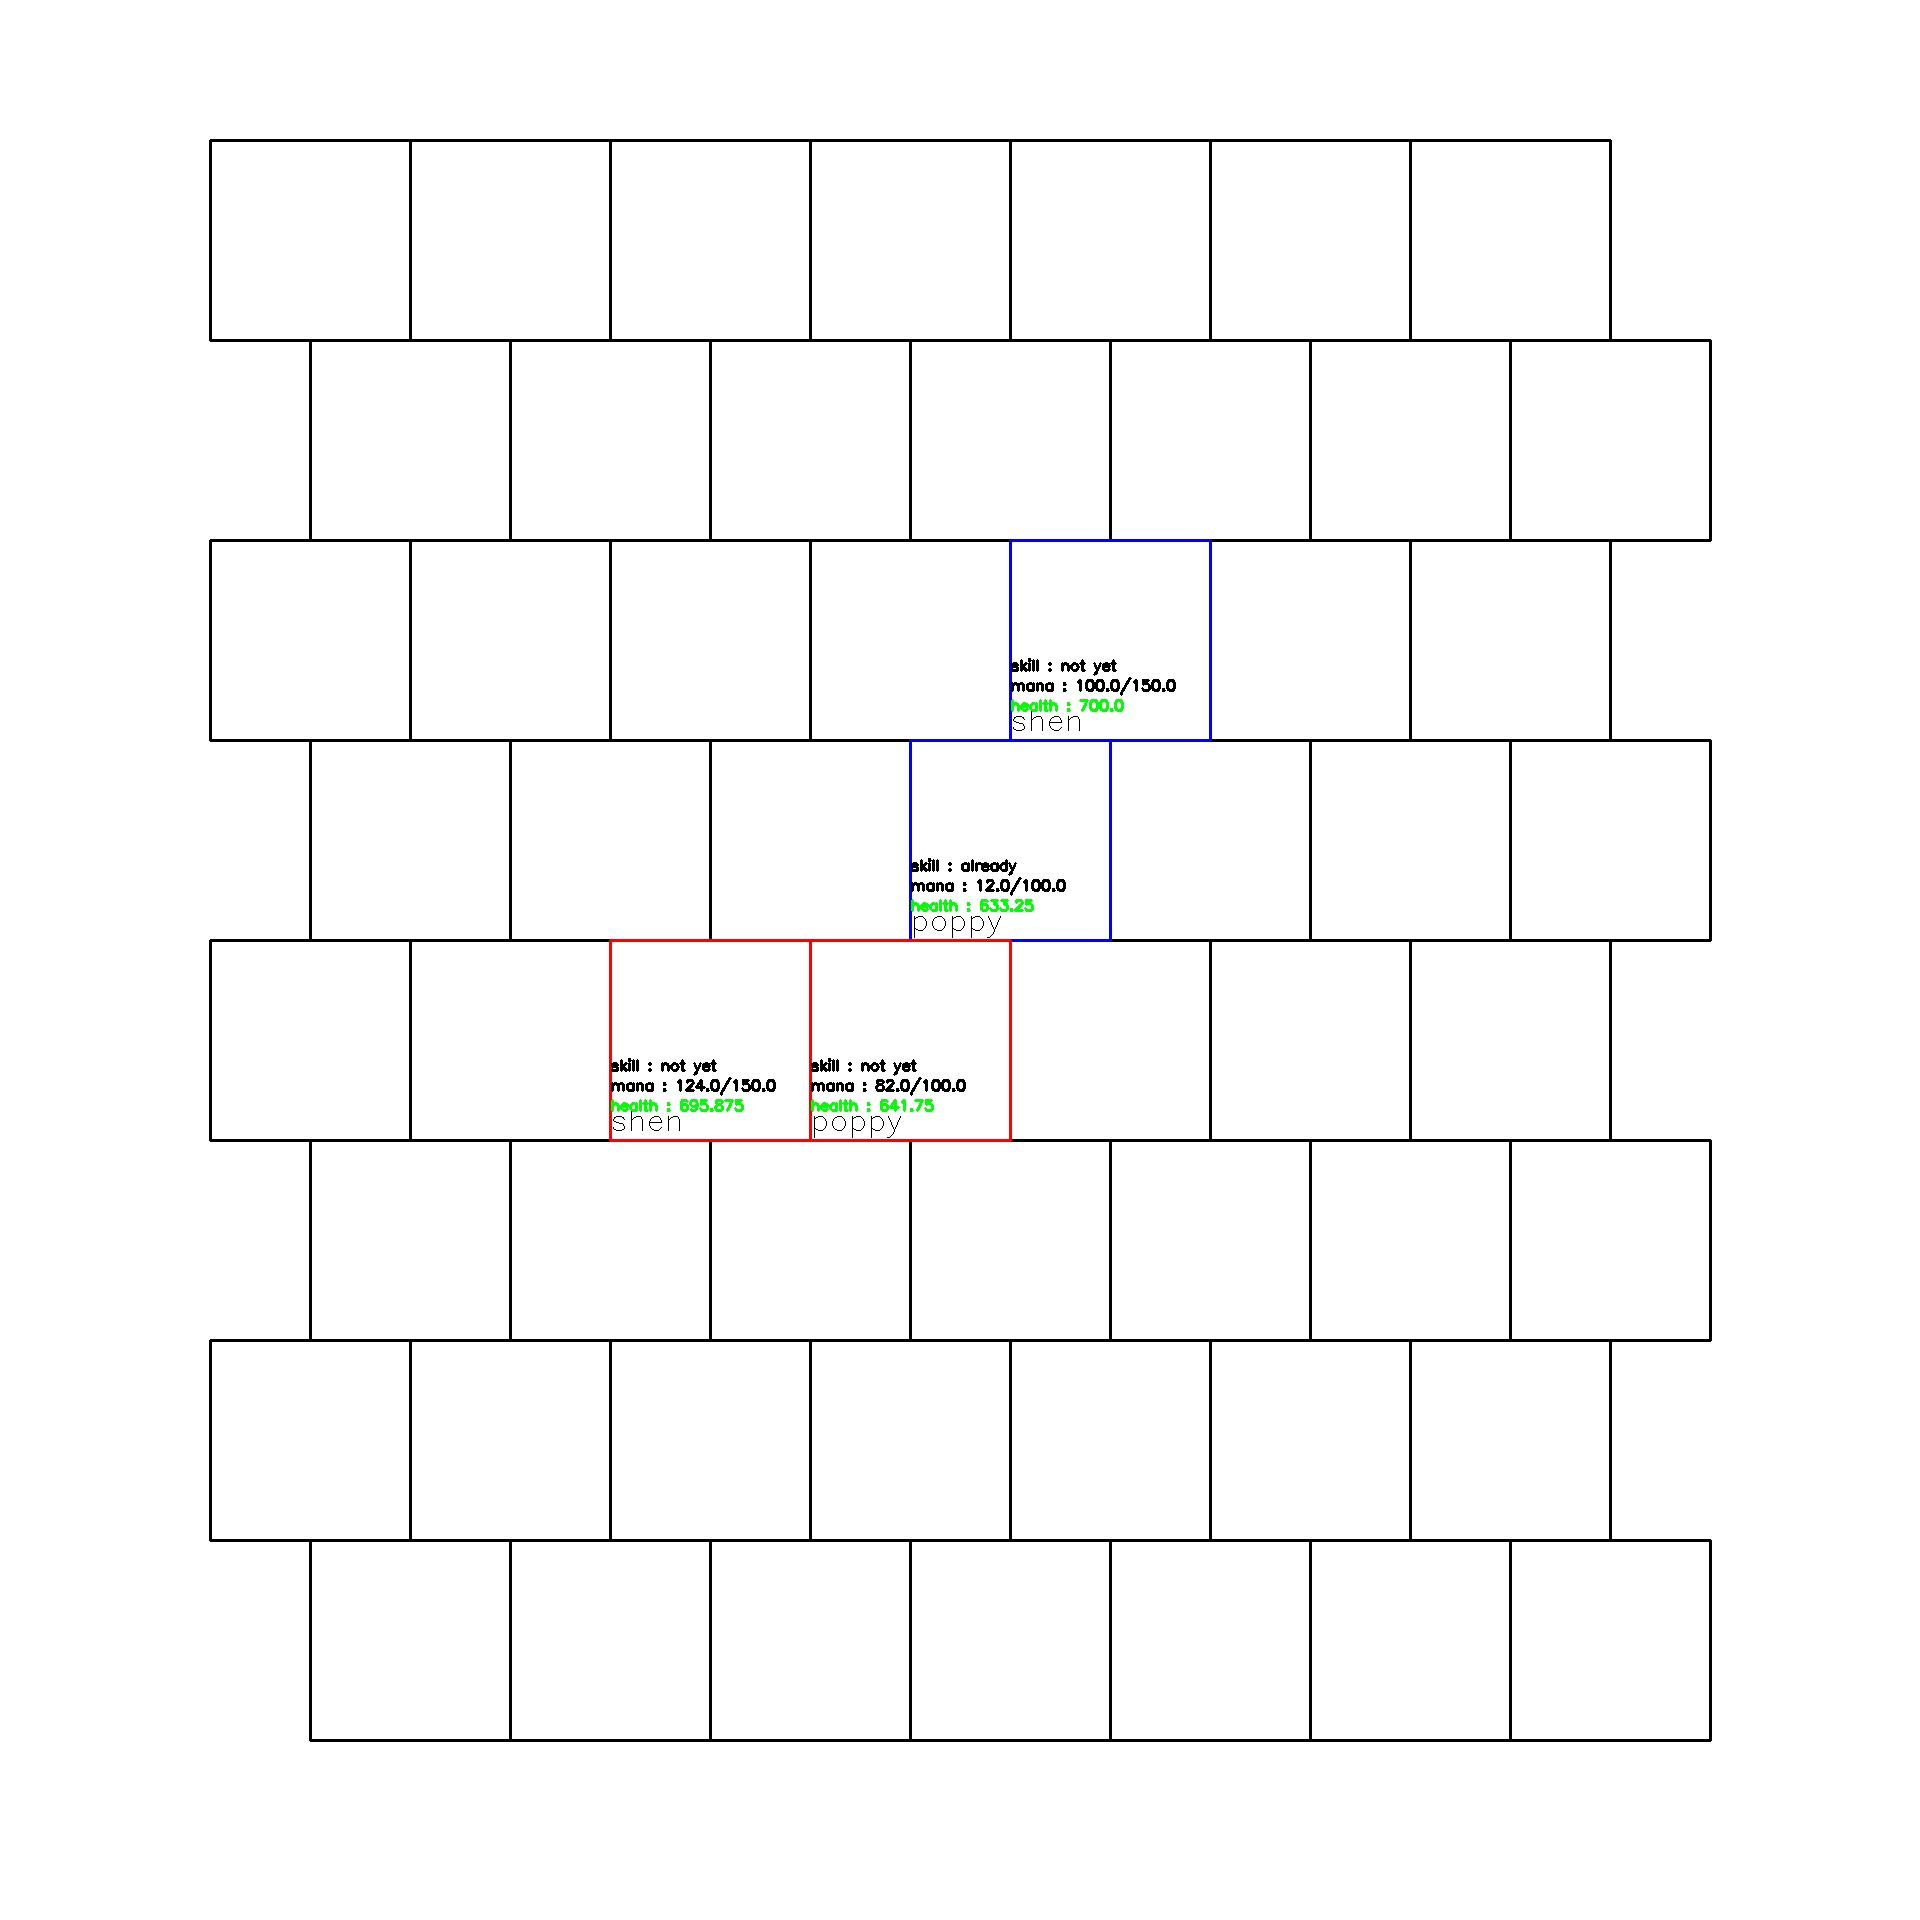 skill : not yet
mana : 100.0/150.0
health : 700.0
shen
skill : already
mana : 12.0/100.0
health : 633.25
poppy
skill : not yet
mana : 124.0/150.0
health : 695.875
shen
skill : not yet
mana : 82.0/100.0
health : 641.75
poppy